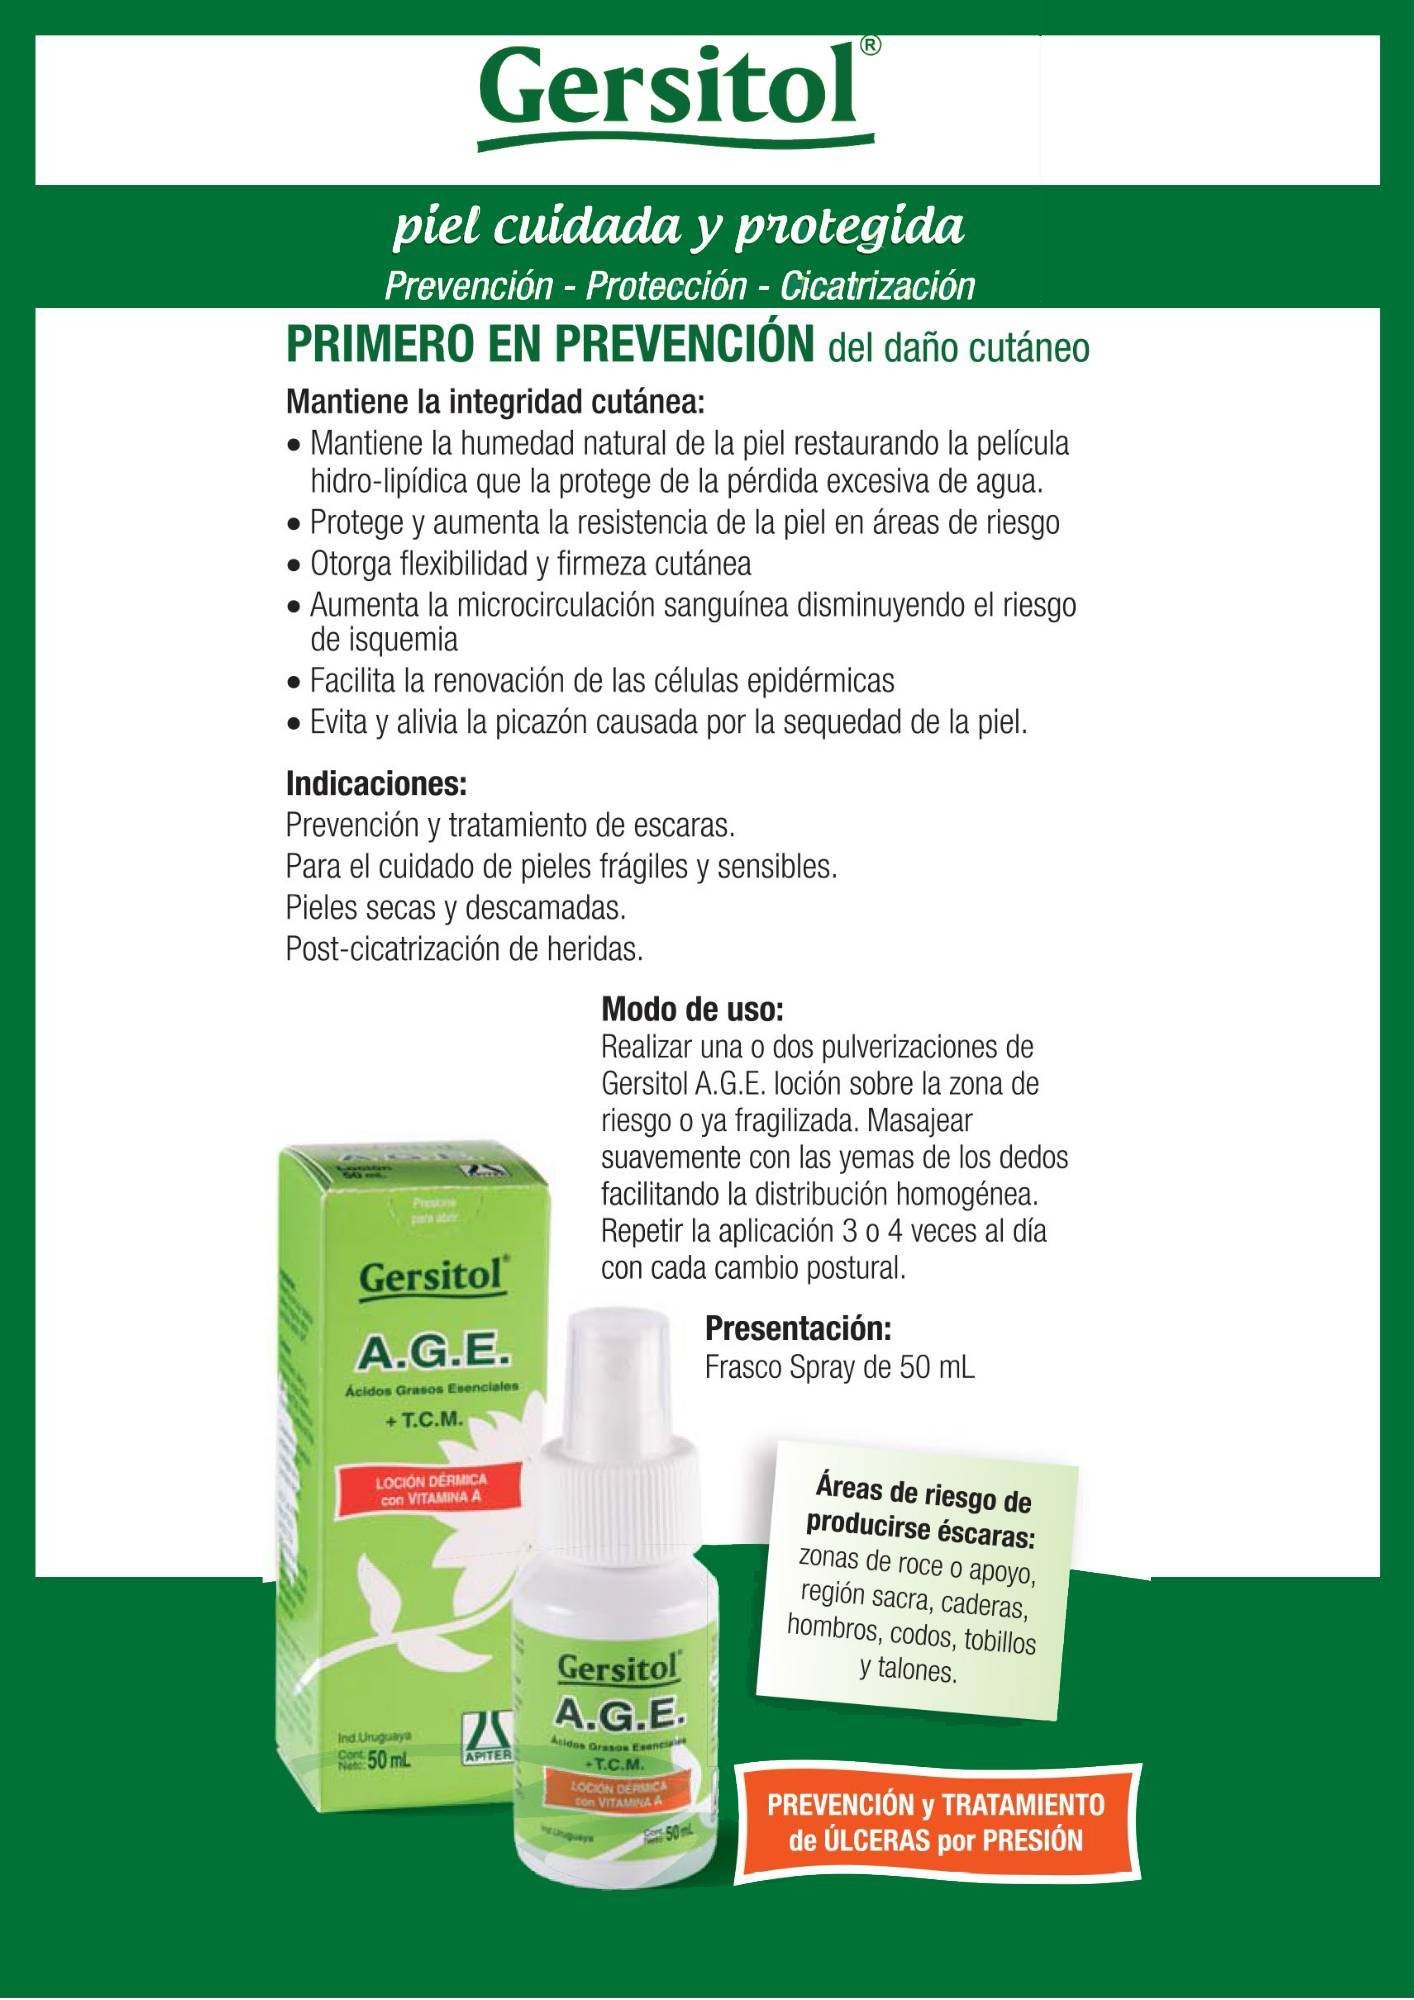 Gersitol®
piel cuidada y protegida
Prevención - Protección - Cicatrización
PRIMERO EN PREVENCIÓN del daño cutáneo
Mantiene la integridad cutánea:
• Mantiene la humedad natural de la piel restaurando la película
hidro-lipídica que la protege de la pérdida excesiva de agua.
• Protege y aumenta la resistencia de la piel en áreas de riesgo
• Otorga flexibilidad y firmeza cutánea
• Aumenta la microcirculación sanguínea disminuyendo el riesgo
de isquemia
• Facilita la renovación de las células epidérmicas
• Evita y alivia la picazón causada por la sequedad de la piel.
Indicaciones:
Prevención y tratamiento de escaras.
Para el cuidado de pieles frágiles y sensibles.
Pieles secas y descamadas.
Post-cicatrización de heridas.
Modo de uso:
Realizar una o dos pulverizaciones de
Gersitol A.G.E. loción sobre la zona de
riesgo o ya fragilizada. Masajear
suavemente con las yemas de los dedos
facilitando la distribución homogénea.
Repetir la aplicación 3 o 4 veces al día
con cada cambio postural.
Presentación:
Frasco Spray de 50 mL
Gersitol
A.G.E.
Loción
50 mL
Presione
para abrir
Gersitol®
A.G.E.
Ácidos Grasos Esenciales
+ T.C.M.
LOCIÓN DÉRMICA
con VITAMINA A
Ind.Uruguaya
Cont.
Neto: 50 mL
APITER
Gersitol®
A.G.E.
Ácidos Grasos Esenciales
+T.C.M.
LOCIÓN DÉRMICA
con VITAMINA A
Ind.Uruguaya
Cont.
Neto: 50 mL
Áreas de riesgo de
producirse éscaras:
zonas de roce o apoyo,
región sacra, caderas,
hombros, codos, tobillos
y talones.
PREVENCIÓN y TRATAMIENTO
de ÚLCERAS por PRESIÓN